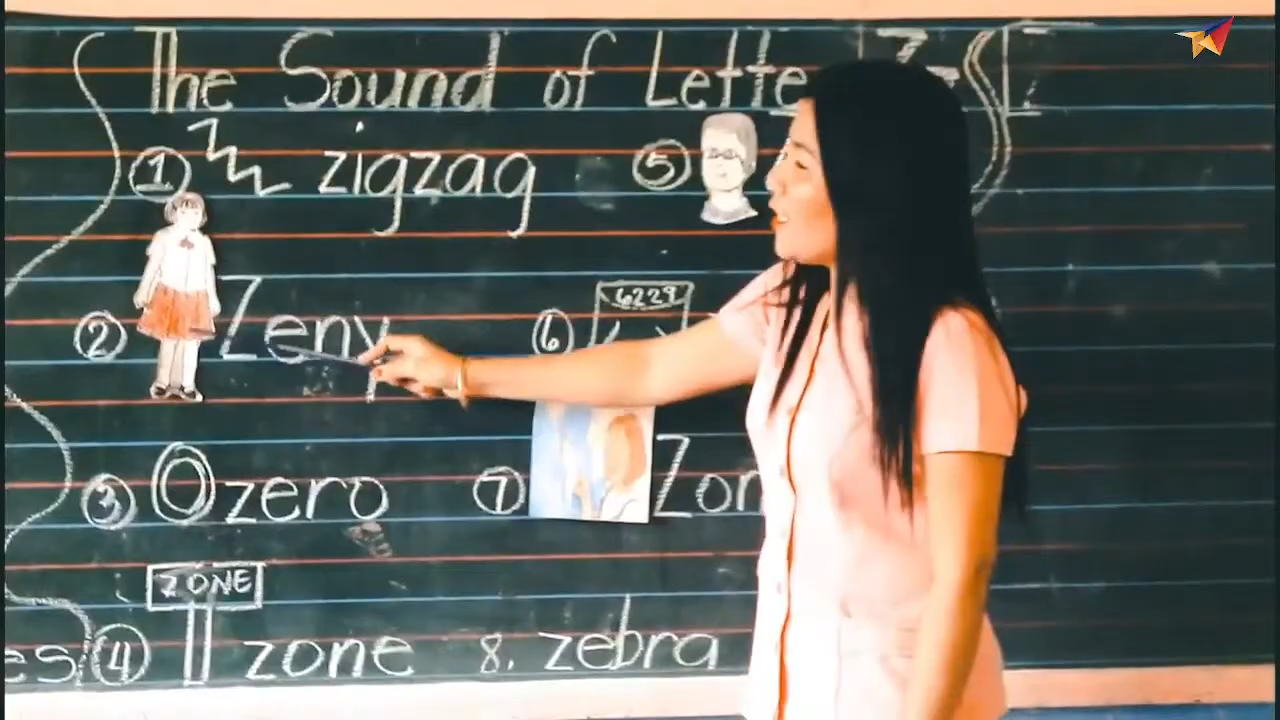 The Sound of Lette
1 zigzag
5
2 Zeny
6 6229
3 0 zero
7 Zon
ZONE
es 4 zone 8. zebra